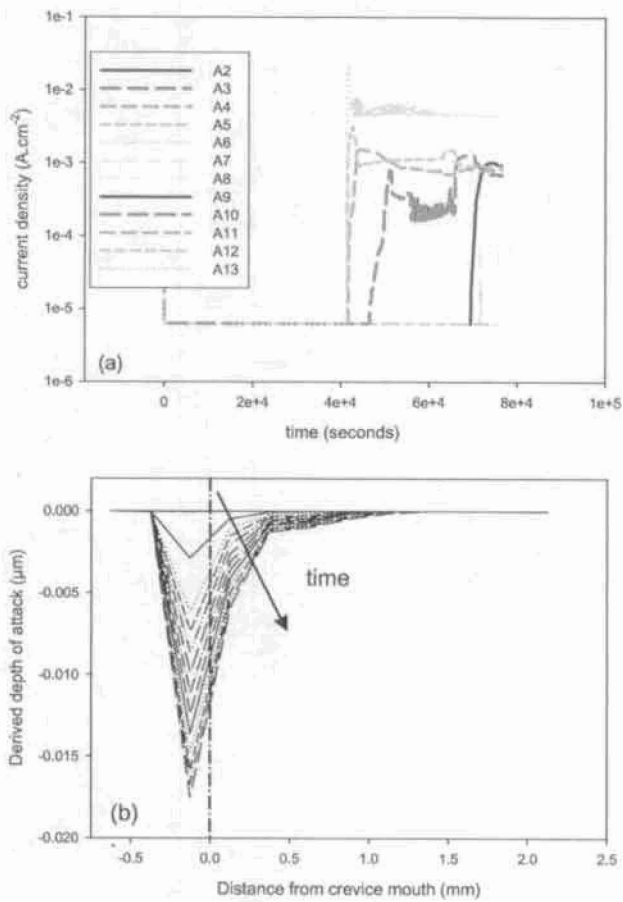 1e-1
1e-2
1e-3
1e-4
1e-5
1e-6
current density (A.cm-2)
A2
A3
A4
A5
A6
A7
A8
A9
A10
A11
A12
A13
(a)
0
2e+4
4e+4
6e+4
8e+4
1e+5
time (seconds)
0.000
-0.005
-0.010
-0.015
-0.020
Derived depth of attack (μm)
time
(b)
-0.5
0.0
0.5
1.0
1.5
2.0
2.5
Distance from crevice mouth (mm)